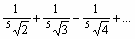 1/⁵√2 + 1/⁵√3 − 1/⁵√4 + ...